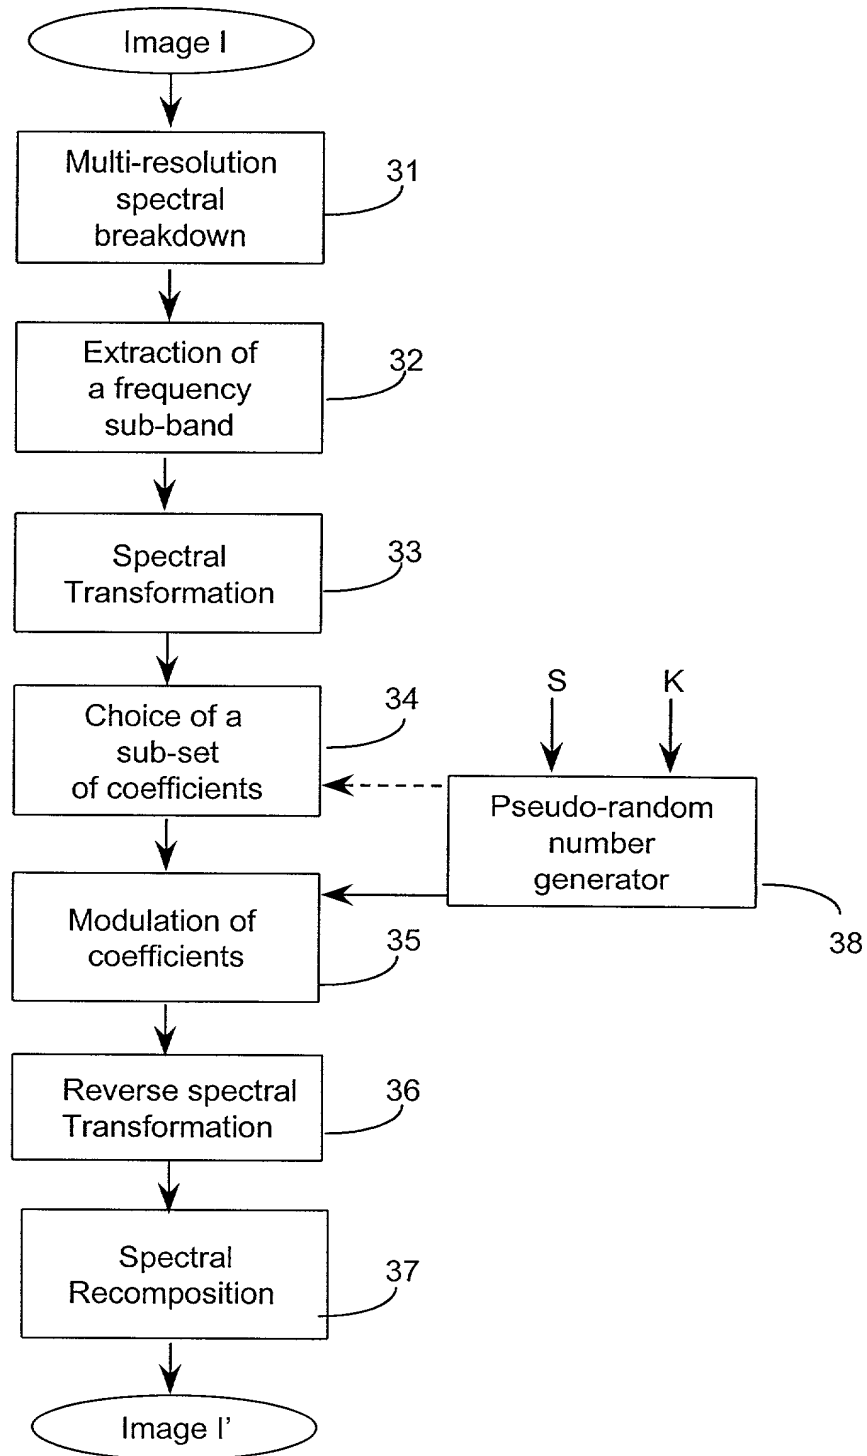 Image I
Multi-resolution
spectral
breakdown
31
Extraction of
a frequency
sub-band
32
Spectral
Transformation
33
Choice of a
sub-set
of coefficients
34
S
K
Pseudo-random
number
generator
38
Modulation of
coefficients
35
Reverse spectral
Transformation
36
Spectral
Recomposition
37
Image I’